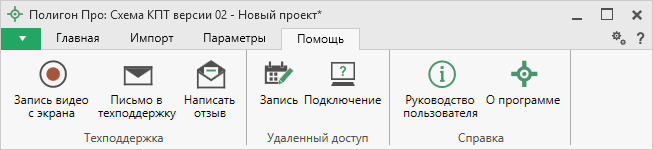 Полигон Про: Схема КПТ версии 02 - Новый проект*
Главная Импорт Параметры Помощь ?
Запись видео с экрана
Письмо в техподдержку
Написать отзыв
Запись
Подключение
Руководство пользователя
О программе
Техподдержка
Удаленный доступ
Справка